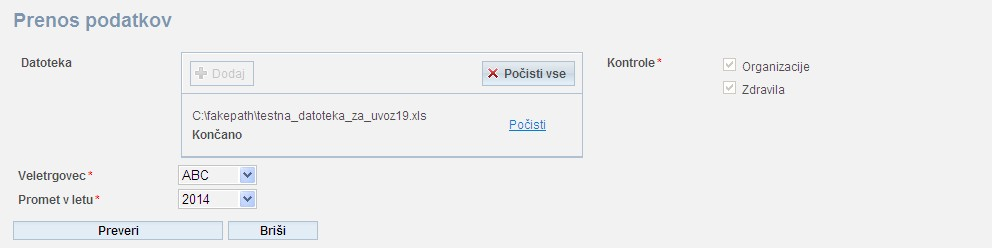 Prenos podatkov
Datoteka
Dodaj
Počisti vse
Kontrole *
Organizacije
Zdravila
C:\fakepath\testna_datoteka_za_uvoz19.xls
Končano
Počisti
Veletrgovec *
ABC
Promet v letu *
2014
Preveri
Briši